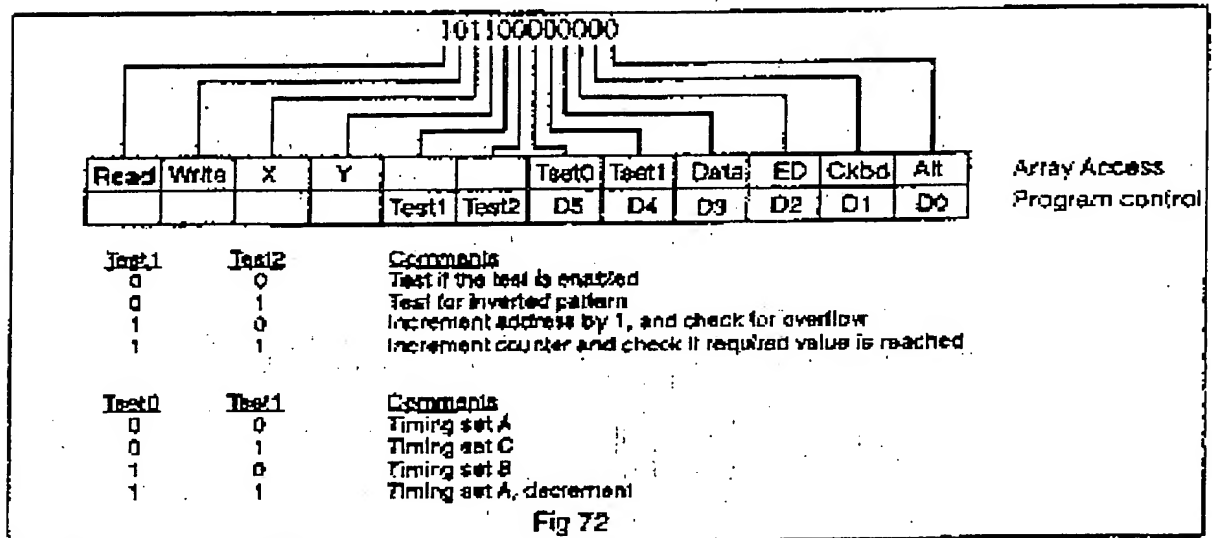 101100000000
Read Write X Y Tset0 Tset1 Data ED Ckbd Alt Array Access
Test1 Test2 D5 D4 D3 D2 D1 D0 Program control
Test1 Test2 Comments
0 0 Test if the test is enabled
0 1 Test for inverted pattern
1 0 Increment address by 1, and check for overflow
1 1 Increment counter and check if required value is reached
Tset0 Tset1 Comments
0 0 Timing set A
0 1 Timing set C
1 0 Timing set B
1 1 Timing set A, decrement
Fig 72